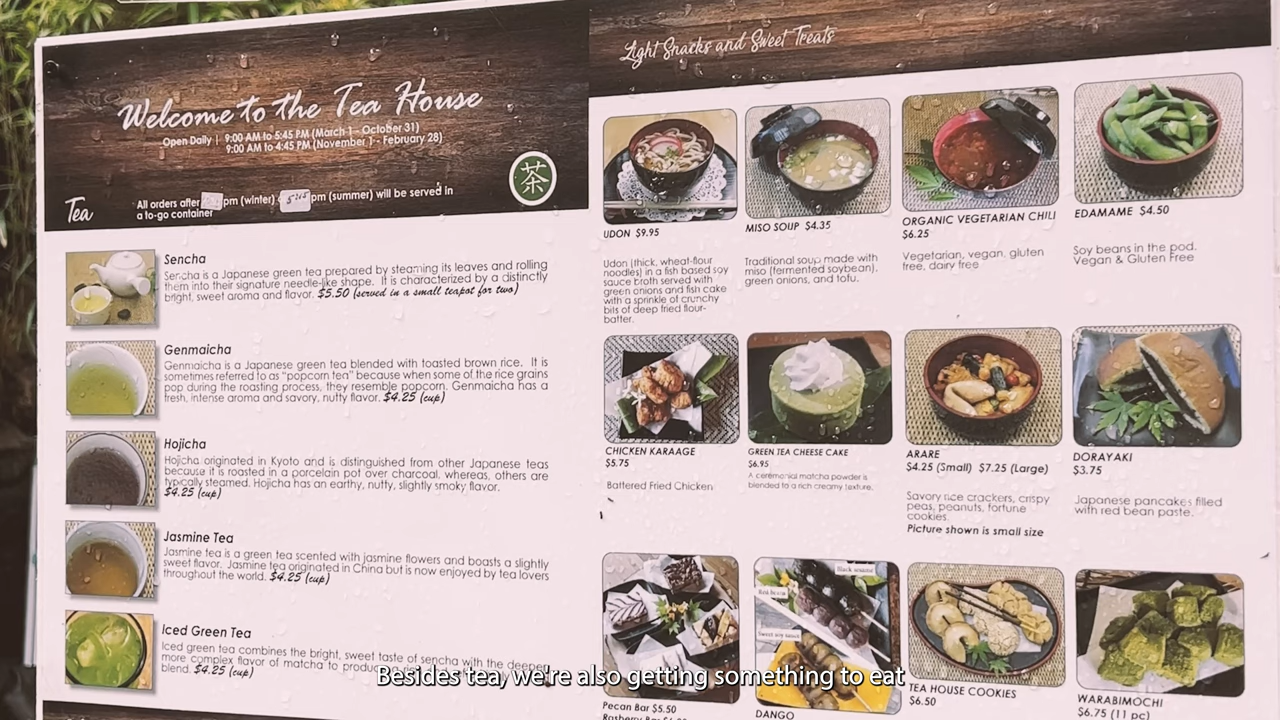 Welcome to the Tea House
Open Daily | 9:00 AM to 5:45 PM (March 1 - October 31)
9:00 AM to 4:45 PM (November 1 - February 28)
茶
Tea
All orders after pm (winter) pm (summer) will be served in
a to-go container
Sencha
Sencha is a Japanese green tea prepared by steaming its leaves and rolling
them into their signature needle-like shape. It is characterized by a distinctly
bright, sweet aroma and flavor. $5.50 (served in a small teapot for two)
Genmaicha
Genmaicha is a Japanese green tea blended with toasted brown rice. It is
sometimes referred to as "popcorn tea" because when some of the rice grains
pop during the roasting process, they resemble popcorn. Genmaicha has a
fresh, intense aroma and savory, nutty flavor. $4.25 (cup)
Hojicha
Hojicha originated in Kyoto and is distinguished from other Japanese teas
because it is roasted in a porcelain pot over charcoal, whereas, others are
typically steamed. Hojicha has an earthy, nutty, slightly smoky flavor.
$4.25 (cup)
Jasmine Tea
Jasmine tea is a green tea scented with jasmine flowers and boasts a slightly
sweet flavor. Jasmine tea originated in China but is now enjoyed by tea lovers
throughout the world. $4.25 (cup)
Iced Green Tea
Iced green tea combines the bright, sweet taste of sencha with the deeper,
more complex flavor of matcha to
blend. $4.25 (cup)
Light Snacks and Sweet Treats
UDON $9.95
Udon (thick, wheat-flour
noodles) in a fish based soy
sauce broth served with
green onions and fish cake
with a sprinkle of crunchy
bits of deep fried flour-
batter.
MISO SOUP $4.35
Traditional soup made with
miso (fermented soybean),
green onions, and tofu.
ORGANIC VEGETARIAN CHILI
$6.25
Vegetarian, vegan, gluten
free, dairy free
EDAMAME $4.50
Soy beans in the pod.
Vegan & Gluten Free
CHICKEN KARAAGE
$5.75
Battered Fried Chicken
GREEN TEA CHEESE CAKE
$6.95
A ceremonial matcha powder is
blended to a rich creamy texture.
ARARE
$4.25 (Small) $7.25 (Large)
Savory rice crackers, crispy
peas, peanuts, fortune
cookies.
Picture shown is small size
DORAYAKI
$3.75
Japanese pancakes filled
with red bean paste.
Pecan Bar $5.50
Black sesame
Sweet soy sauce
DANGO
TEA HOUSE COOKIES
$6.50
WARABIMOCHI
$6.75 (11 pc)
Besides tea, we're also getting something to eat